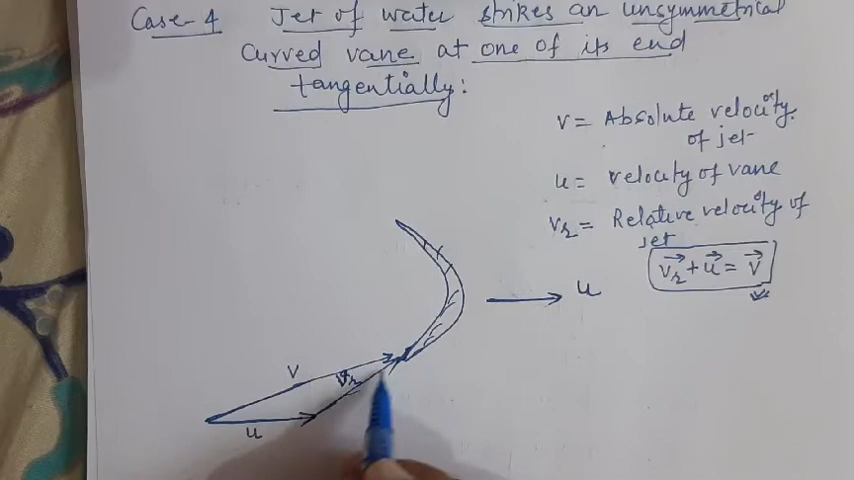 Case-4 Jet of water strikes an unsymmetrical
Curved vane at one of its end
tangentially:
V = Absolute velocity
of jet
u = velocity of vane
Vr = Relative velocity of
jet
Vr + u = V
u
V
Vr
u